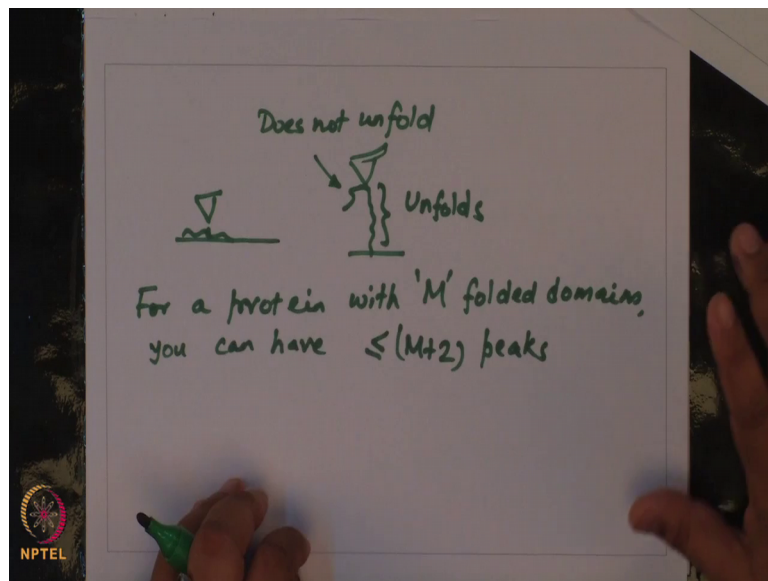 Does not unfold
Unfolds
For a protein with 'M' folded domains,
you can have ≤(M+2) peaks
NPTEL